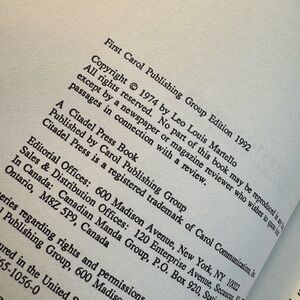 First Carol Publishing Group Edition 1992
Copyright © 1974 by Leo Louis Martello
All rights reserved. No part of this book may be reproduced in any
except by a newspaper or magazine reviewer who wishes to quote
passages in connection with a review.
A Citadel Press Book
Published by Carol Publishing Group
Citadel Press is a registered trademark of Carol Communications, Inc
Editorial Offices: 600 Madison Avenue, New York, NY 10022
Sales & Distribution Offices: 120 Enterprise Avenue,
In Canada: Canadian Manda Group, P.O. Box 920, Station
Ontario, M8Z 5P9, Canada
regarding rights and permissions
Publishing Group, 600 Madison
in the United States